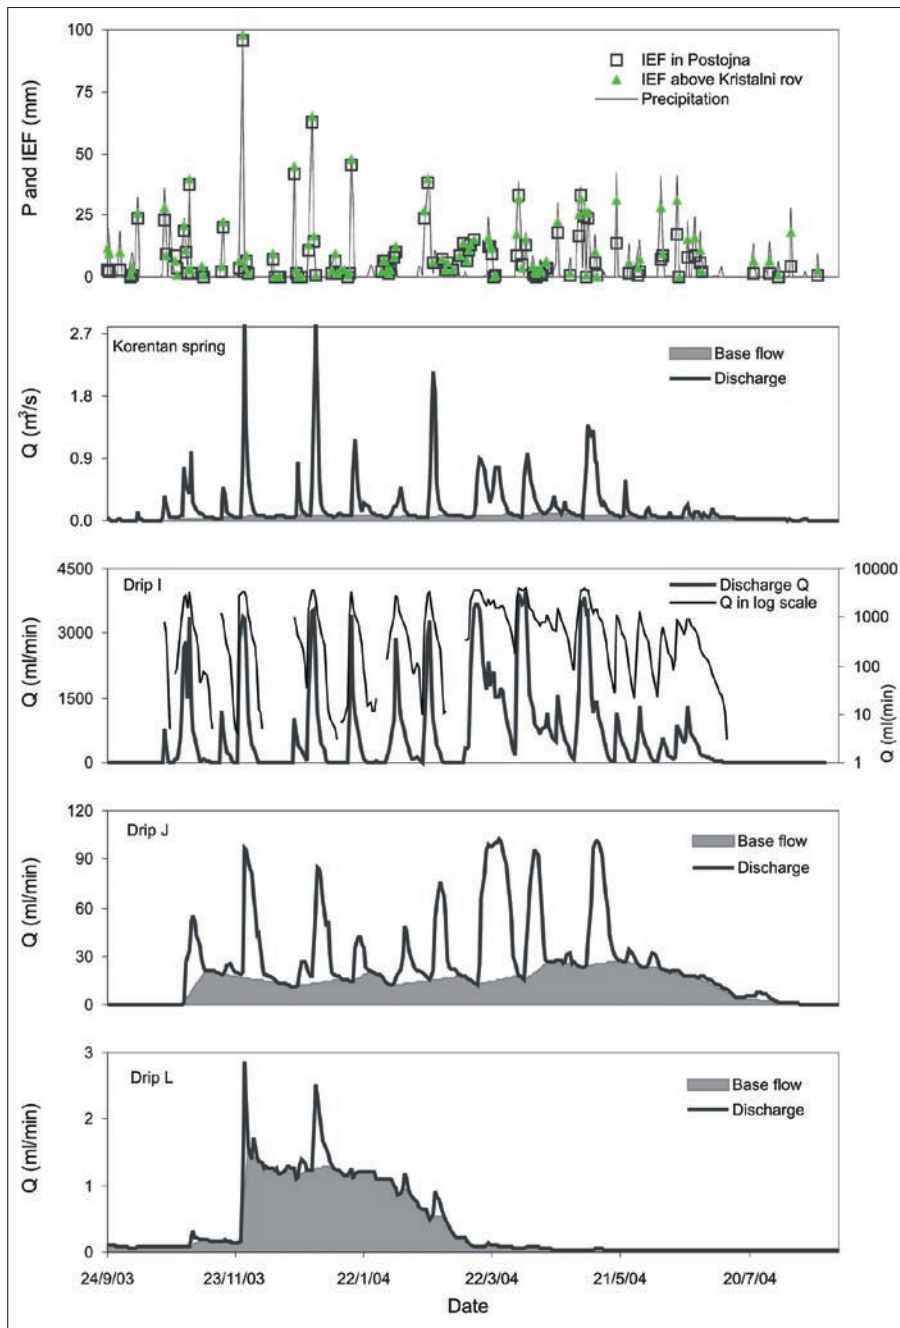 100
75
50
25
0
P and IEF (mm)
IEF in Postojna
IEF above Kristalni rov
Precipitation
Korentan spring
2.7
1.8
0.9
0.0
Q (m³/s)
Base flow
Discharge
Drip I
4500
3000
1500
0
Q (ml/min)
Discharge Q
Q in log scale
10000
1000
100
10
1
Q (ml(min)
Drip J
120
90
60
30
0
Q (ml/min)
Base flow
Discharge
Drip L
3
2
1
0
Q (ml/min)
Base flow
Discharge
24/9/03 23/11/03 22/1/04 22/3/04 21/5/04 20/7/04
Date